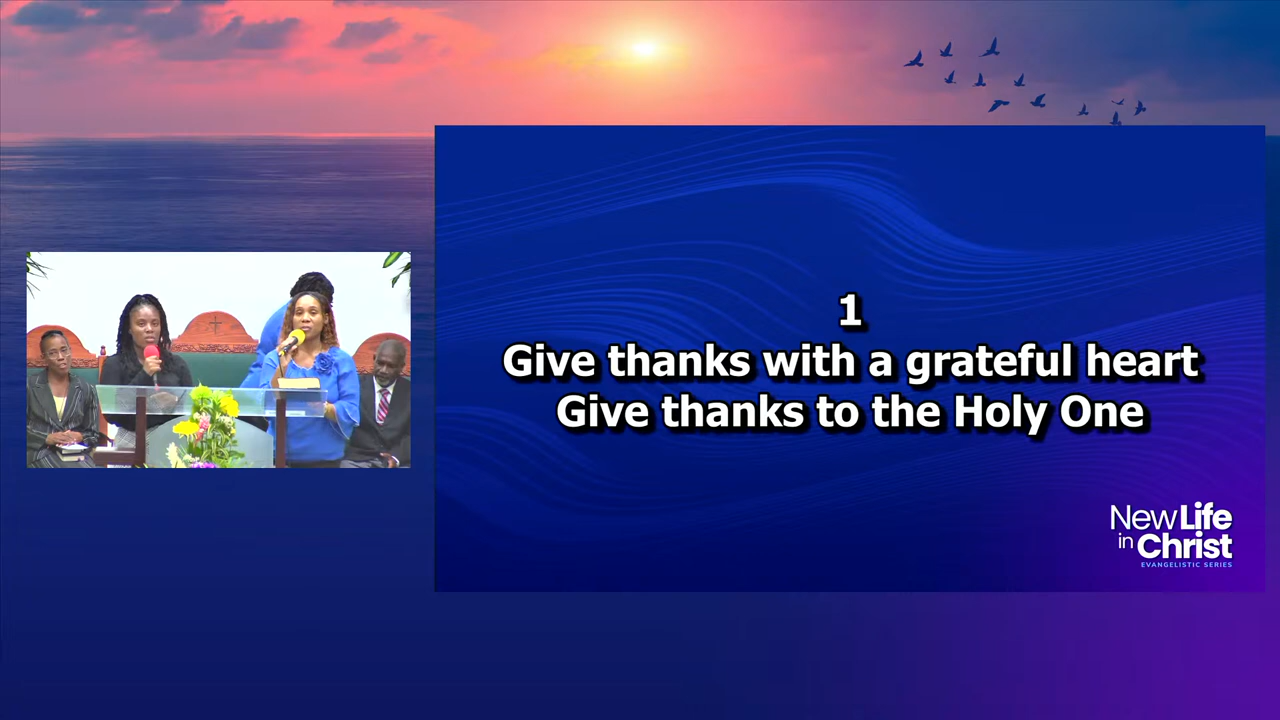 1
Give thanks with a grateful heart
Give thanks to the Holy One
New Life
in Christ
EVANGELISTIC SERIES